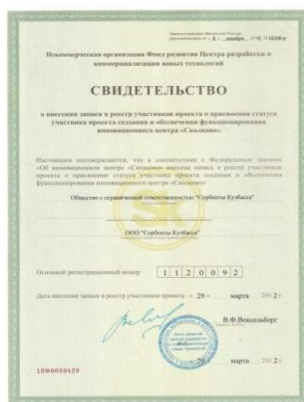 Некоммерческая организация Фонд развития Центра разработки и
коммерциализации новых технологий
СВИДЕТЕЛЬСТВО
о внесении записи в реестр участников проекта о присвоении статуса
участника проекта создания и обеспечения функционирования
инновационного центра «Сколково»
Настоящим подтверждается, что в соответствии с Федеральным законом
«Об инновационном центре «Сколково» внесена запись в реестр участников
проекта о присвоении статуса участника проекта создания и обеспечения
функционирования инновационного центра «Сколково»
Общество с ограниченной ответственностью "Сорбенты Кузбасса"
ООО "Сорбенты Кузбасса"
Основной регистрационный номер 1 1 2 0 0 9 2
Дата внесения записи в реестр участников проекта « 29 » марта 2012 г.
В.Ф.Вексельберг
« 29 » марта 2012 г.